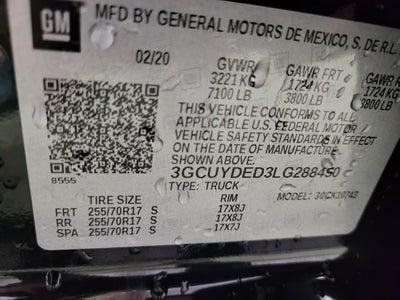 GM
MFD BY GENERAL MOTORS DE MEXICO, S. DE R.L.
02/20
GVWR GAWR FRT GAWR RR
3221 KG 1724 KG 1724 KG
7100 LB 3800 LB 3800 LB
THIS VEHICLE CONFORMS TO ALL
APPLICABLE U.S. FEDERAL MOTOR
VEHICLE SAFETY STANDARDS IN EFFECT
ON THE DATE OF MANUFACTURE
8555
3GCUYDED3LG288450
TYPE: TRUCK
TIRE SIZE RIM 30CK10743
FRT 255/70R17 S 17X8J
RR 255/70R17 S 17X8J
SPA 255/70R17 S 17X7J